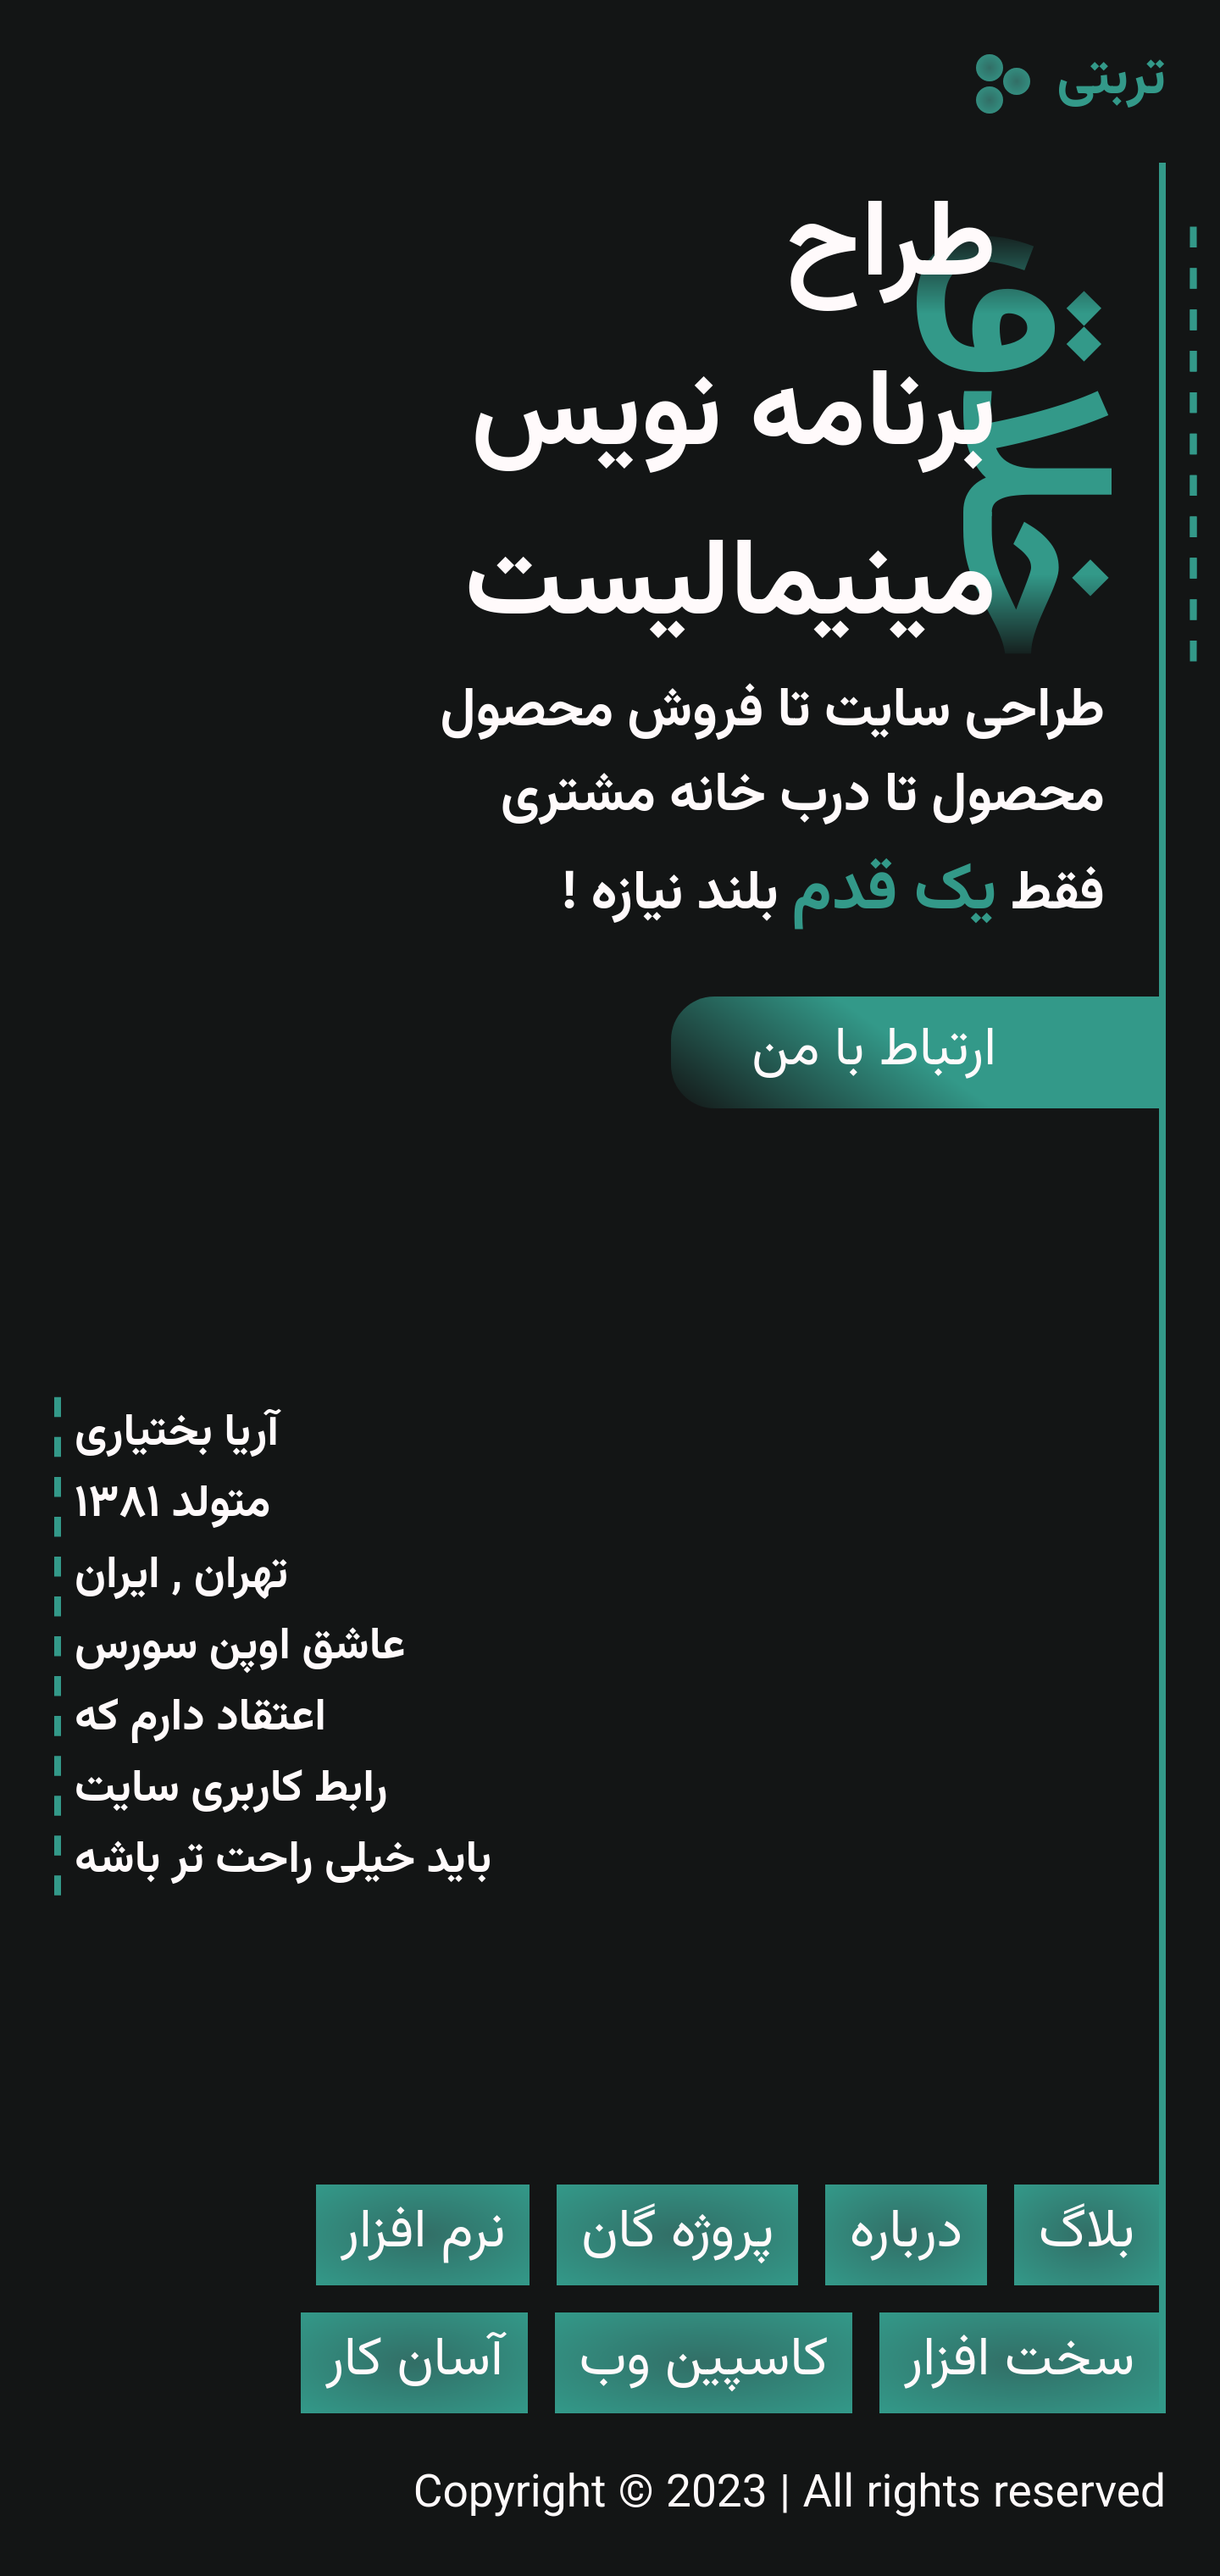 تربتی
خلاق
طراح
برنامه نویس
مینیمالیست
طراحی سایت تا فروش محصول
محصول تا درب خانه مشتری
فقط یک قدم بلند نیازه !
ارتباط با من
آریا بختیاری
متولد ۱۳۸۱
تهران , ایران
عاشق اوپن سورس
اعتقاد دارم که
رابط کاربری سایت
باید خیلی راحت تر باشه
بلاگ درباره پروژه گان نرم افزار
سخت افزار کاسپین وب آسان کار
Copyright © 2023 | All rights reserved